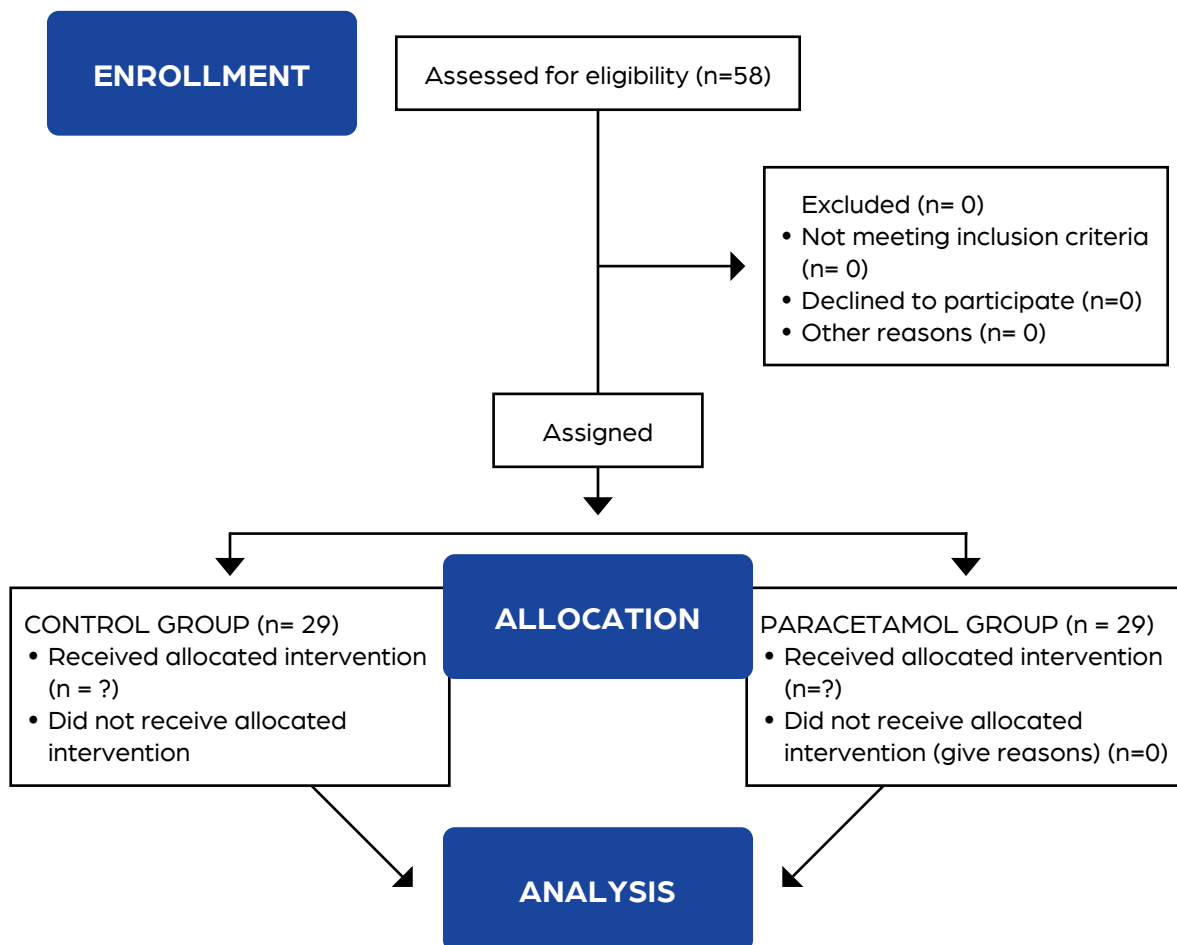 ENROLLMENT
Assessed for eligibility (n=58)
Excluded (n= 0)
• Not meeting inclusion criteria
(n= 0)
• Declined to participate (n=0)
• Other reasons (n= 0)
Assigned
ALLOCATION
CONTROL GROUP (n= 29)
• Received allocated intervention
(n = ?)
• Did not receive allocated
intervention
PARACETAMOL GROUP (n = 29)
• Received allocated intervention
(n=?)
• Did not receive allocated
intervention (give reasons) (n=0)
ANALYSIS